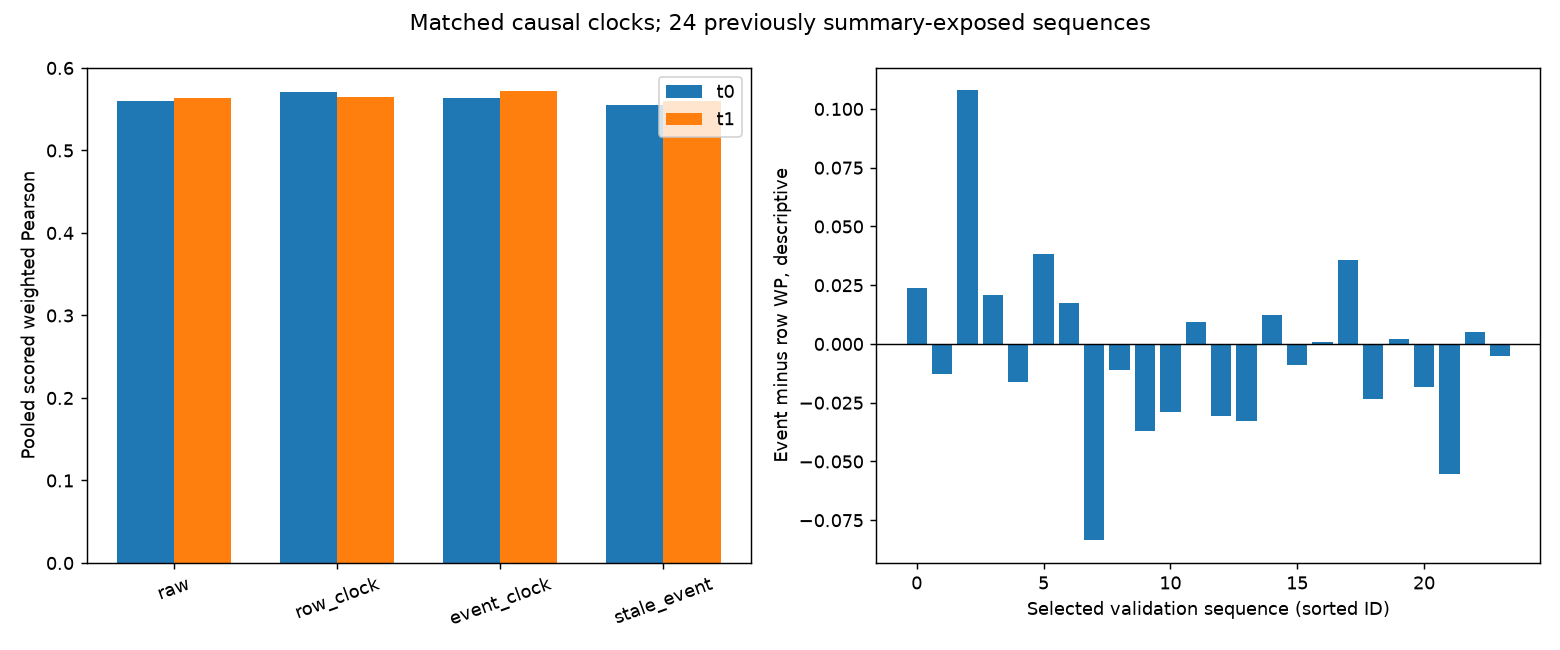 Matched causal clocks; 24 previously summary-exposed sequences
Pooled scored weighted Pearson
0.6
0.5
0.4
0.3
0.2
0.1
0.0
raw
row_clock
event_clock
stale_event
t0
t1
Event minus row WP, descriptive
0.100
0.075
0.050
0.025
0.000
−0.025
−0.050
−0.075
0
5
10
15
20
Selected validation sequence (sorted ID)